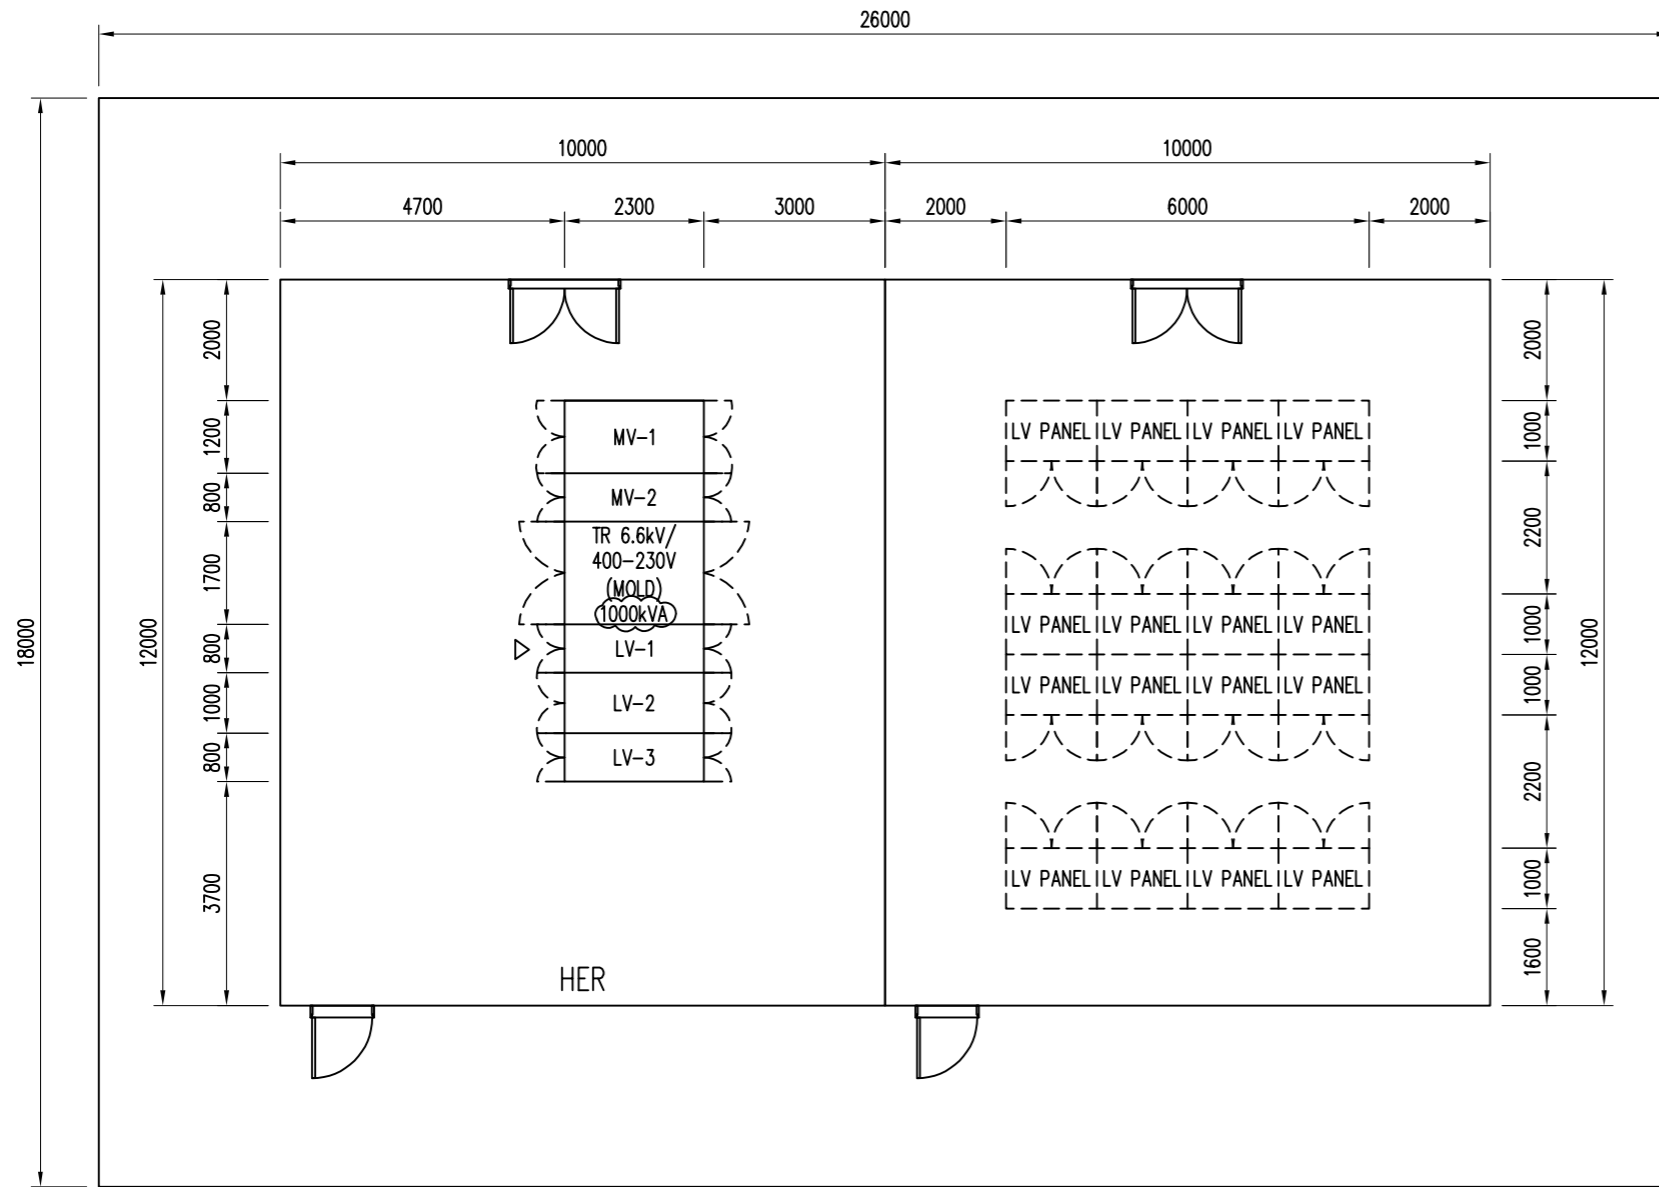 26000
10000
10000
4700
2300
3000
2000
6000
2000
18000
12000
2000
1200
800
1700
800
1000
800
3700
MV-1
MV-2
TR 6.6kV/
400-230V
(MOLD)
1000kVA
LV-1
LV-2
LV-3
HER
LV PANEL LV PANEL LV PANEL LV PANEL
LV PANEL LV PANEL LV PANEL LV PANEL
LV PANEL LV PANEL LV PANEL LV PANEL
LV PANEL LV PANEL LV PANEL LV PANEL
2000
1000
2200
1000
1000
2200
1000
1600
12000